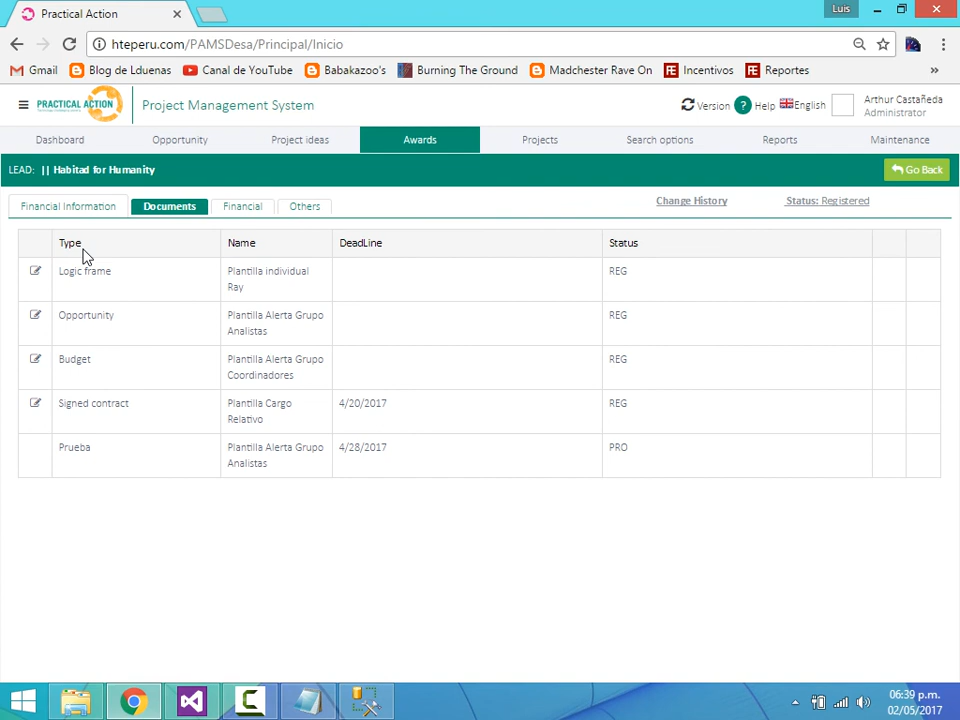 Practical Action
Luis
hteperu.com/PAMSDesa/Principal/Inicio
Gmail Blog de Lduenas Canal de YouTube Babakazoo's Burning The Ground Madchester Rave On Incentivos Reportes »
PRACTICAL ACTION Project Management System Version Help English Arthur Castañeda
Administrator
Dashboard Opportunity Project ideas Awards Projects Search options Reports Maintenance
LEAD: || Habitad for Humanity Go Back
Financial Information Documents Financial Others Change History Status: Registered
Type Name DeadLine Status
Logic frame Plantilla individual REG
Ray
Opportunity Plantilla Alerta Grupo REG
Analistas
Budget Plantilla Alerta Grupo REG
Coordinadores
Signed contract Plantilla Cargo 4/20/2017 REG
Relativo
Prueba Plantilla Alerta Grupo 4/28/2017 PRO
Analistas
06:39 p.m.
02/05/2017